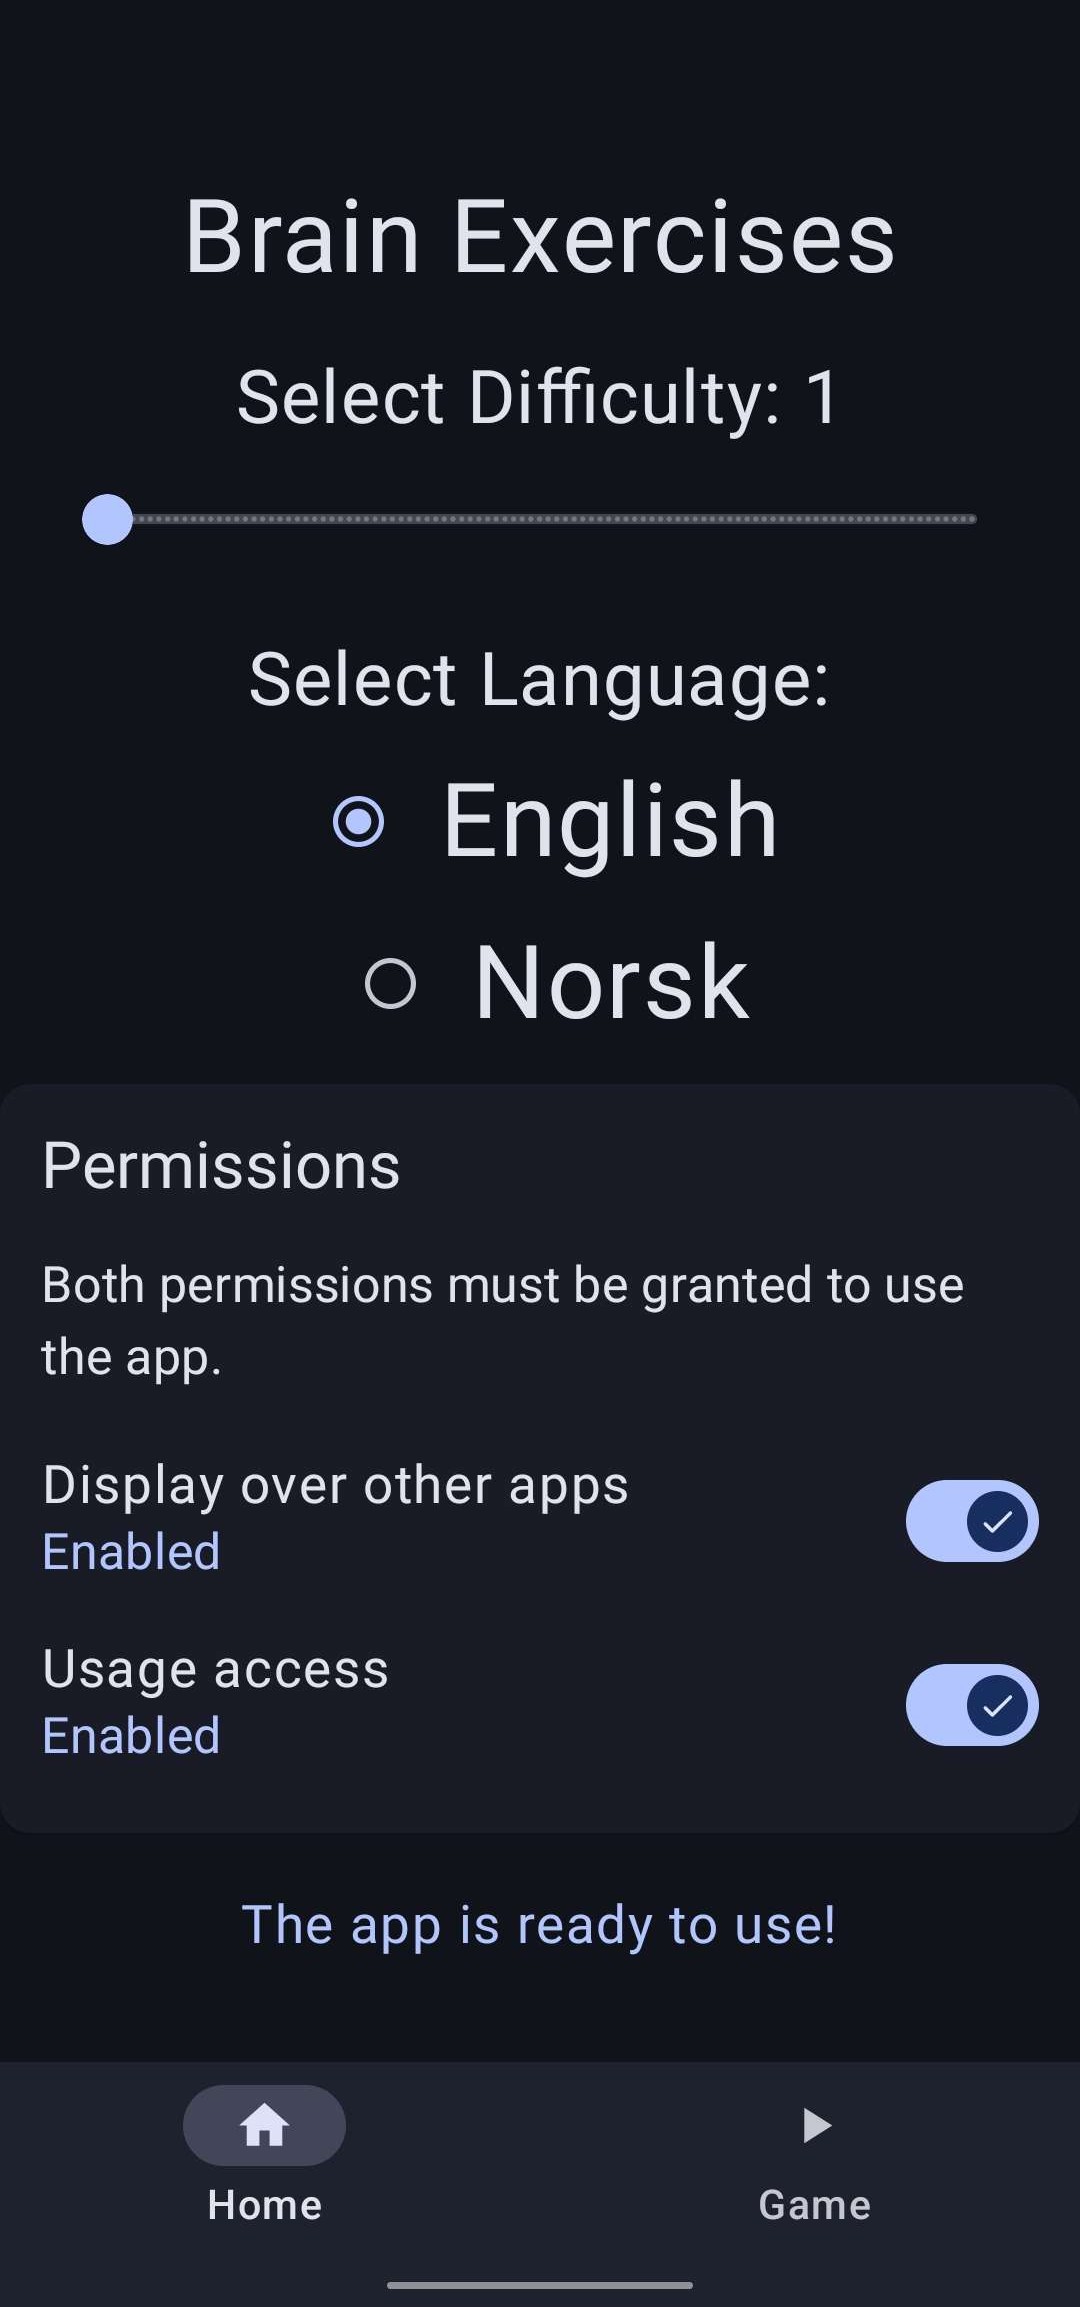 Brain Exercises
Select Difficulty: 1
Select Language:
English
Norsk
Permissions
Both permissions must be granted to use
the app.
Display over other apps
Enabled
Usage access
Enabled
The app is ready to use!
Home
Game